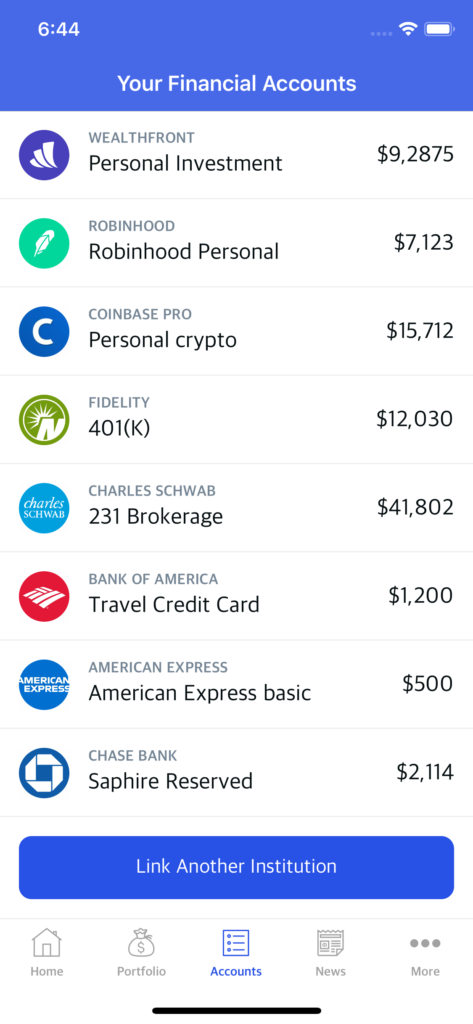 6:44
Your Financial Accounts
WEALTHFRONT
Personal Investment
$9,2875
ROBINHOOD
Robinhood Personal
$7,123
C
COINBASE PRO
Personal crypto
$15,712
FIDELITY
401(K)
$12,030
charles
SCHWAB
CHARLES SCHWAB
231 Brokerage
$41,802
BANK OF AMERICA
Travel Credit Card
$1,200
AMERICAN
EXPRESS
AMERICAN EXPRESS
American Express basic
$500
CHASE BANK
Saphire Reserved
$2,114
Link Another Institution
Home
Portfolio
Accounts
News
More